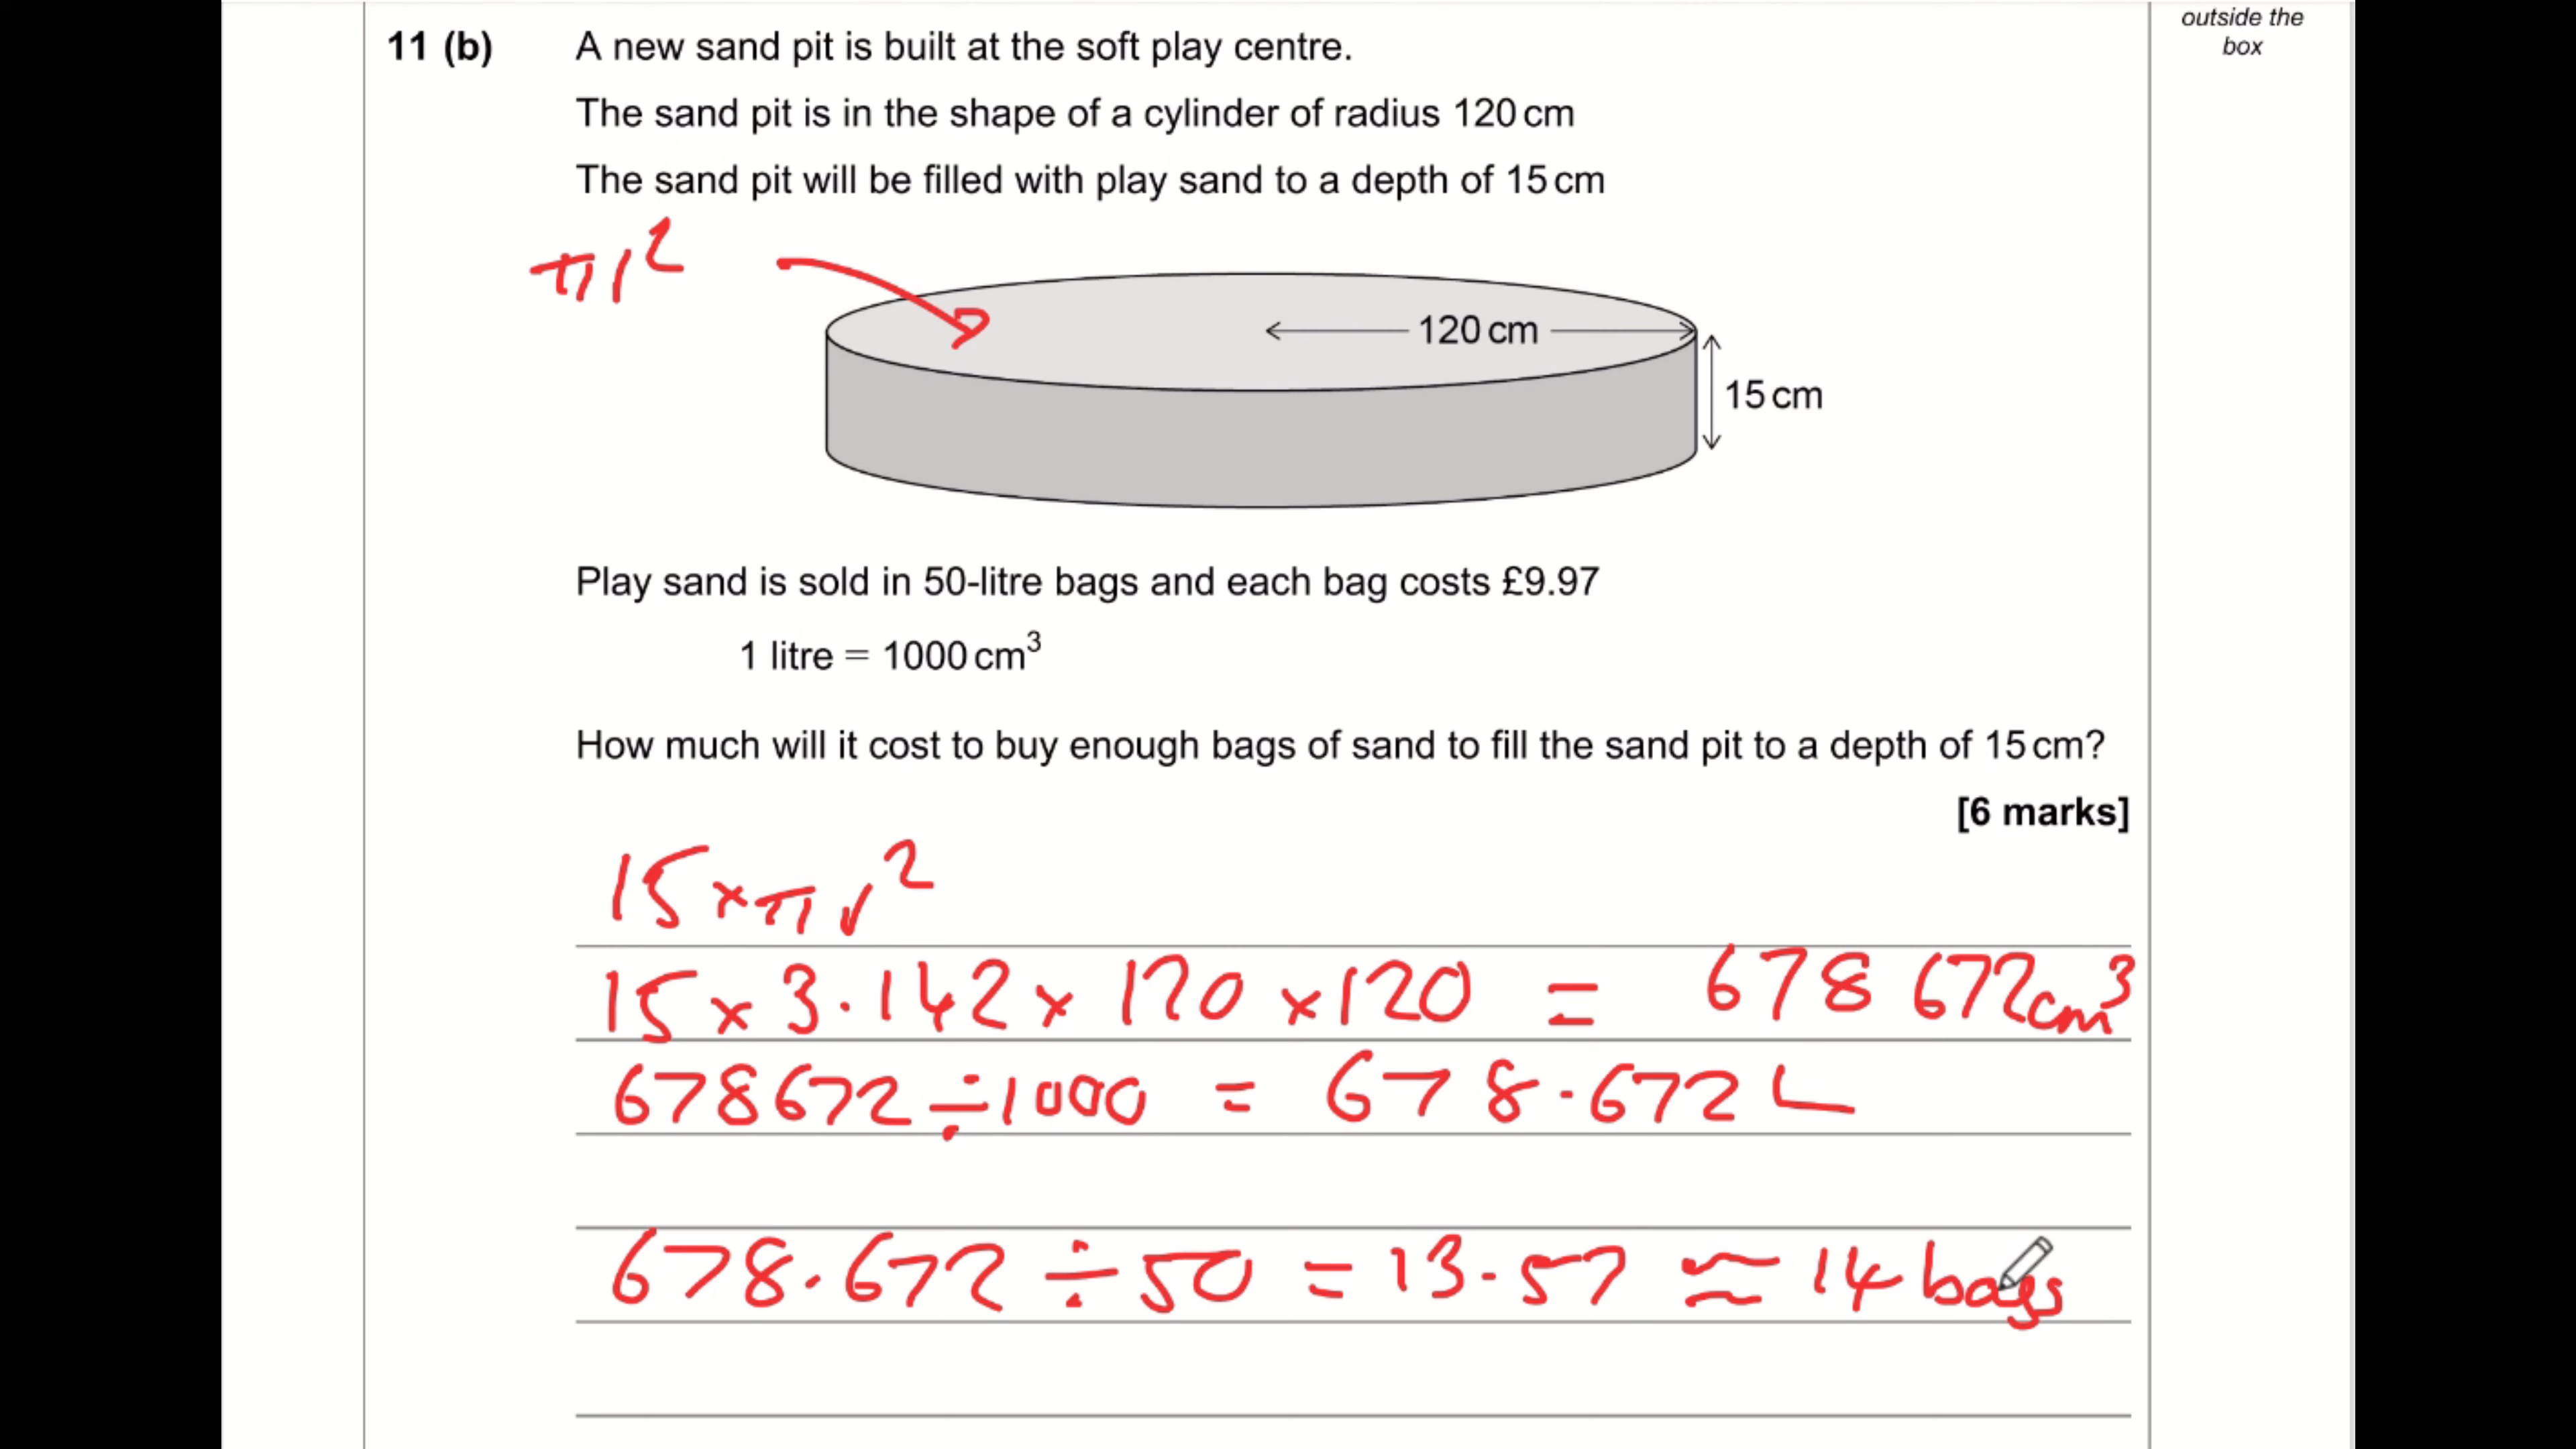 outside the
box
11 (b) A new sand pit is built at the soft play centre.
The sand pit is in the shape of a cylinder of radius 120 cm
The sand pit will be filled with play sand to a depth of 15 cm
πr²
120 cm
15 cm
Play sand is sold in 50-litre bags and each bag costs £9.97
1 litre = 1000 cm³
How much will it cost to buy enough bags of sand to fill the sand pit to a depth of 15 cm?
[6 marks]
15 × π r²
15 × 3.142 × 120 × 120 = 678 672 cm³
678 672 ÷ 1000 = 678.672 L
678.672 ÷ 50 = 13.57 ≈ 14 bags